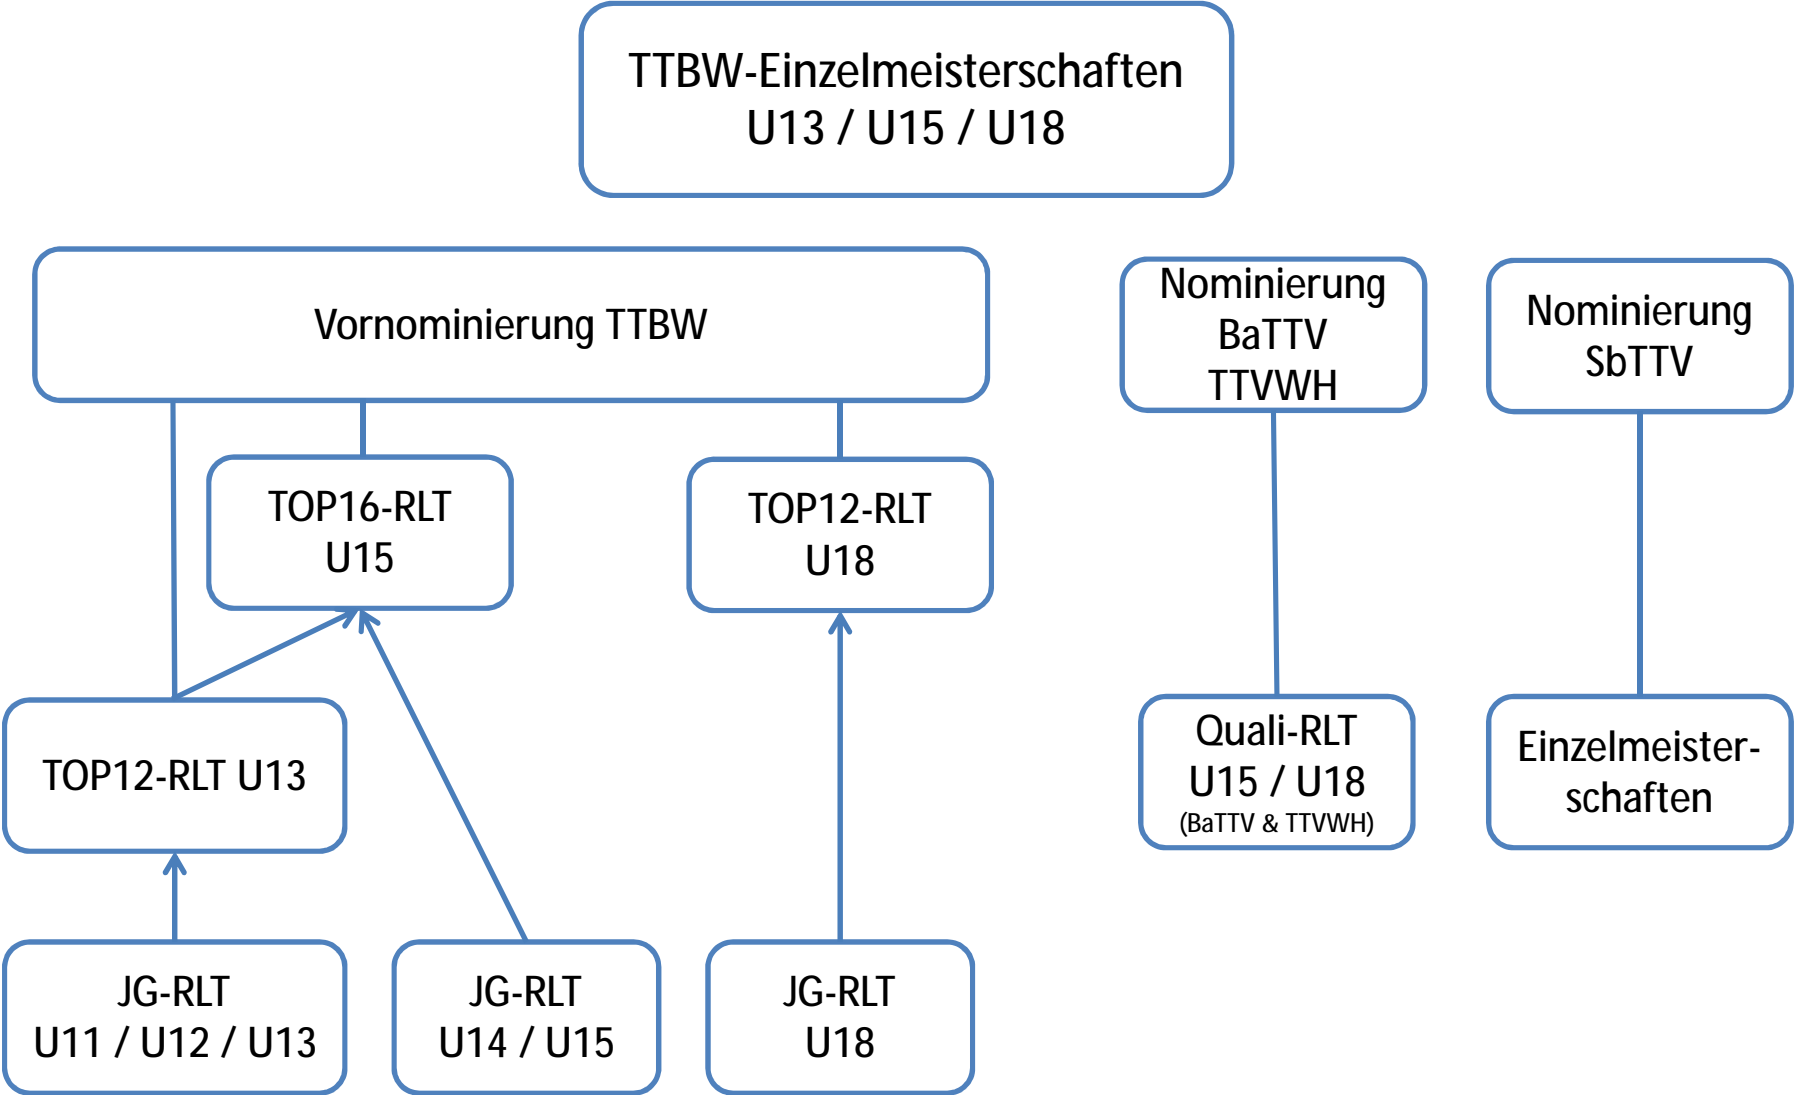 TTBW-Einzelmeisterschaften
U13 / U15 / U18
Vornominierung TTBW
Nominierung
BaTTV
TTVWH
Nominierung
SbTTV
TOP16-RLT
U15
TOP12-RLT
U18
TOP12-RLT U13
Quali-RLT
U15 / U18
(BaTTV & TTVWH)
Einzelmeister-
schaften
JG-RLT
U11 / U12 / U13
JG-RLT
U14 / U15
JG-RLT
U18